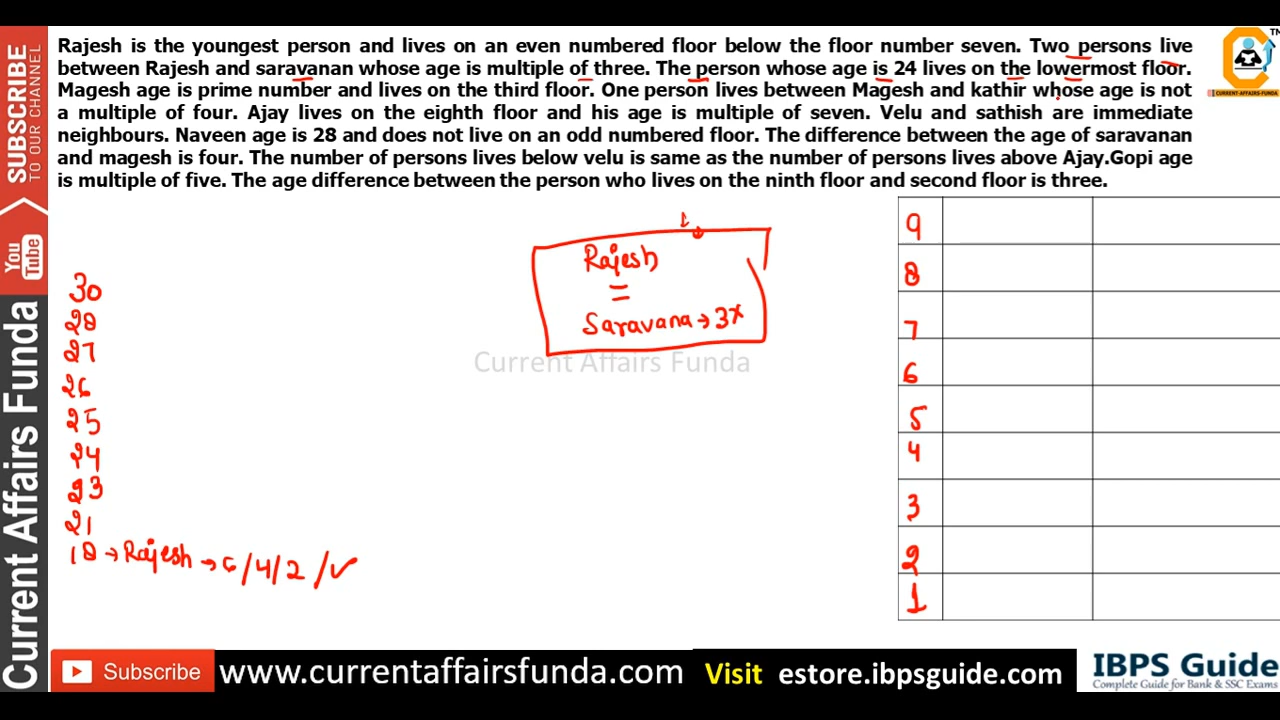 Rajesh is the youngest person and lives on an even numbered floor below the floor number seven. Two persons live
between Rajesh and saravanan whose age is multiple of three. The person whose age is 24 lives on the lowermost floor.
Magesh age is prime number and lives on the third floor. One person lives between Magesh and kathir whose age is not
a multiple of four. Ajay lives on the eighth floor and his age is multiple of seven. Velu and sathish are immediate
neighbours. Naveen age is 28 and does not live on an odd numbered floor. The difference between the age of saravanan
and magesh is four. The number of persons lives below velu is same as the number of persons lives above Ajay.Gopi age
is multiple of five. The age difference between the person who lives on the ninth floor and second floor is three.
TM
CURRENT-AFFAIRS-FUNDA
SUBSCRIBE
TO OUR CHANNEL
You
Tube
Current Affairs Funda
Rajesh
=
Saravana → 3x
Current Affairs Funda
30
28
27
26
25
24
23
21
18 → Rajesh → 6/4/2 /✓
9
8
7
6
5
4
3
2
1
Subscribe
www.currentaffairsfunda.com
Visit estore.ibpsguide.com
IBPS Guide
Complete Guide for Bank & SSC Exams